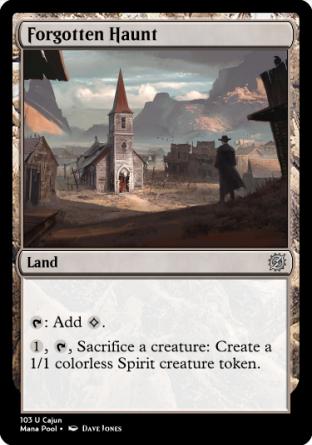 Forgotten Haunt
Land
: Add .
1, , Sacrifice a creature: Create a
1/1 colorless Spirit creature token.
103 U Cajun
Mana Pool • Dave Jones